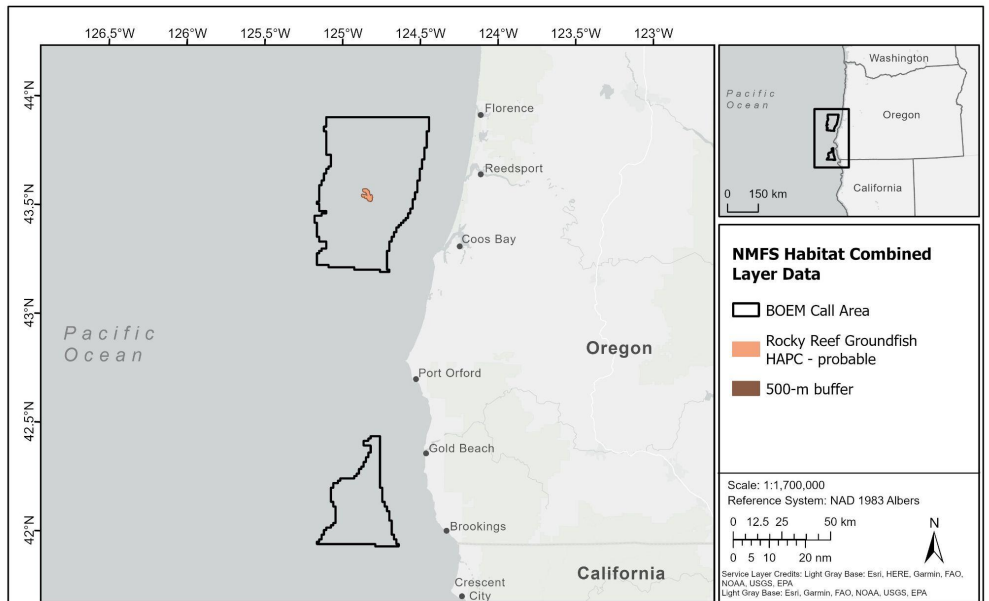 126.5°W 126°W 125.5°W 125°W 124.5°W 124°W 123.5°W 123°W
44°N
43.5°N
43°N
42.5°N
42°N
Florence
Reedsport
Coos Bay
Pacific
Ocean
Oregon
Port Orford
Gold Beach
Brookings
California
Crescent
City
Washington
Pacific
Ocean
Oregon
California
0 150 km
NMFS Habitat Combined
Layer Data
BOEM Call Area
Rocky Reef Groundfish
HAPC - probable
500-m buffer
Scale: 1:1,700,000
Reference System: NAD 1983 Albers
0 12.5 25 50 km
0 5 10 20 nm
N
Service Layer Credits: Light Gray Base: Esri, HERE, Garmin, FAO,
NOAA, USGS, EPA
Light Gray Base: Esri, Garmin, FAO, NOAA, USGS, EPA